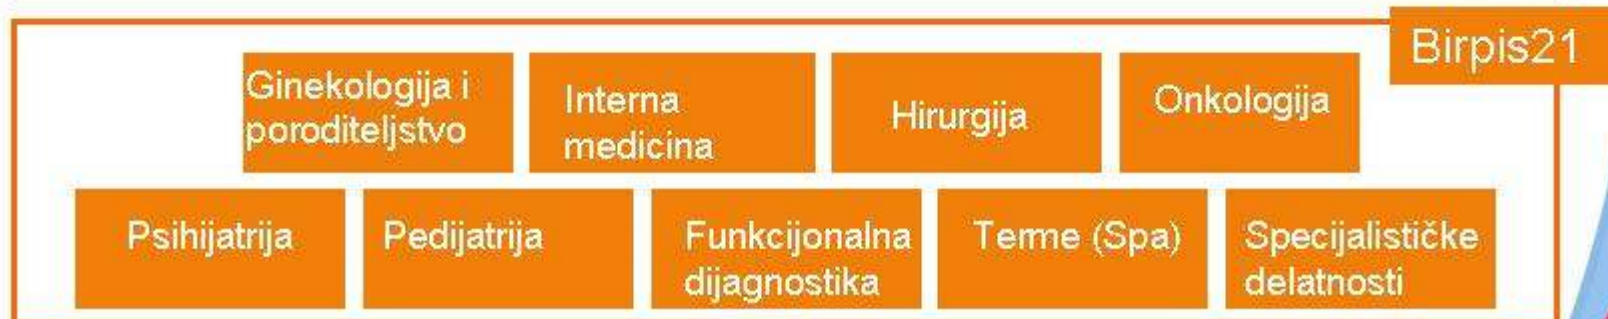 Birpis21
Ginekologija i
poroditeljstvo
Interna
medicina
Hirurgija
Onkologija
Psihijatrija
Pedijatrija
Funkcijonalna
dijagnostika
Terme (Spa)
Specijalističke
delatnosti